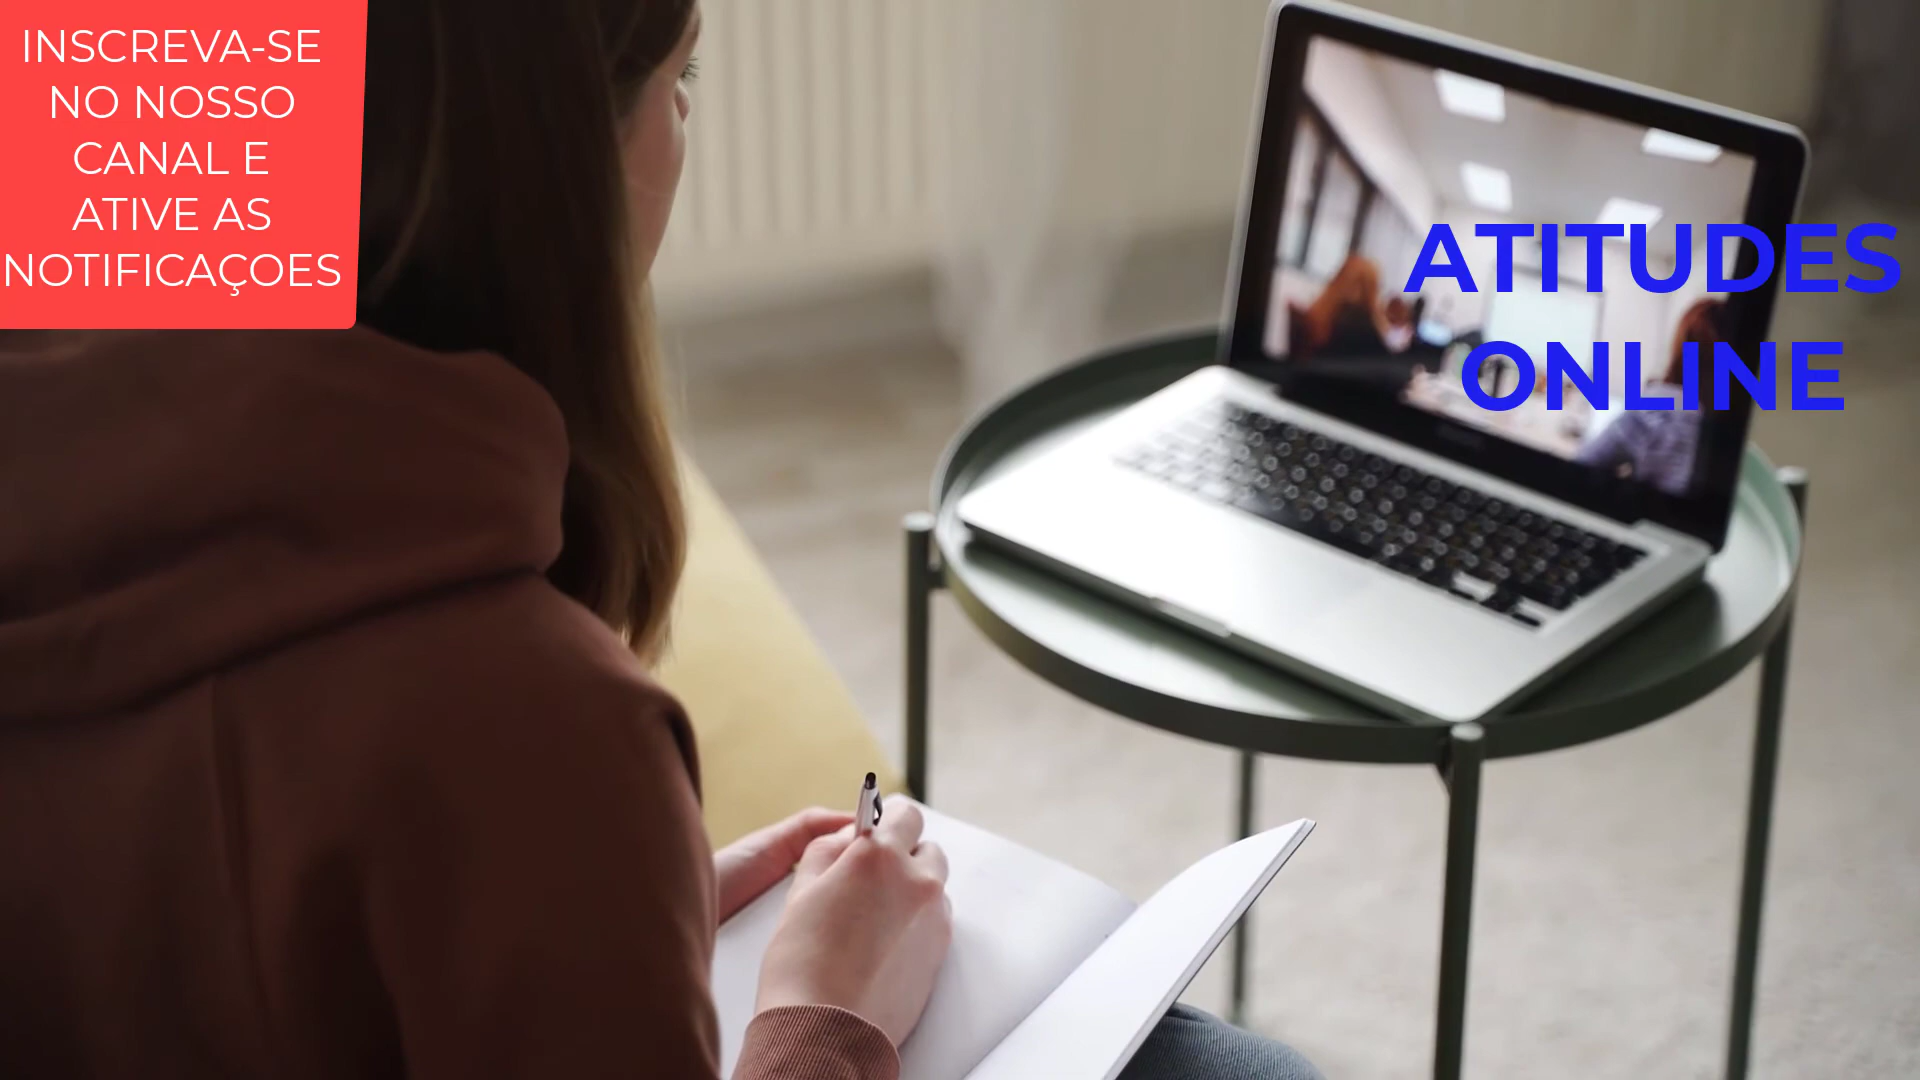 INSCREVA-SE
NO NOSSO
CANAL E
ATIVE AS
NOTIFICAÇOES
ATITUDES
ONLINE